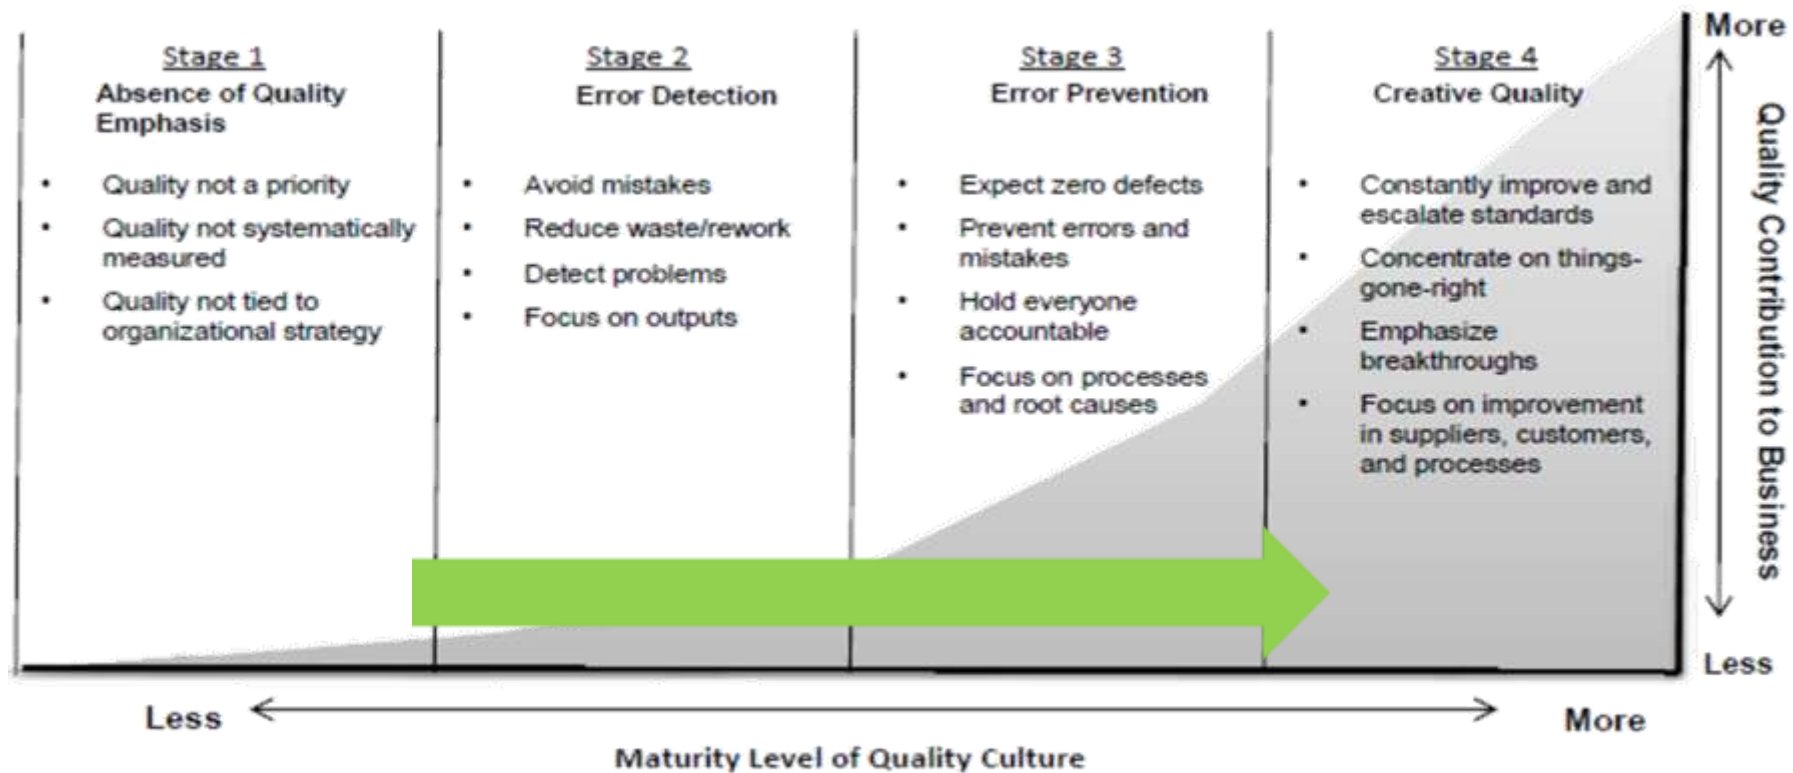 Stage 1
Absence of Quality
Emphasis
• Quality not a priority
• Quality not systematically
measured
• Quality not tied to
organizational strategy
Stage 2
Error Detection
• Avoid mistakes
• Reduce waste/rework
• Detect problems
• Focus on outputs
Stage 3
Error Prevention
• Expect zero defects
• Prevent errors and
mistakes
• Hold everyone
accountable
• Focus on processes
and root causes
Stage 4
Creative Quality
• Constantly improve and
escalate standards
• Concentrate on things-
gone-right
• Emphasize
breakthroughs
• Focus on improvement
in suppliers, customers,
and processes
More
Quality Contribution to Business
Less
Less
More
Maturity Level of Quality Culture